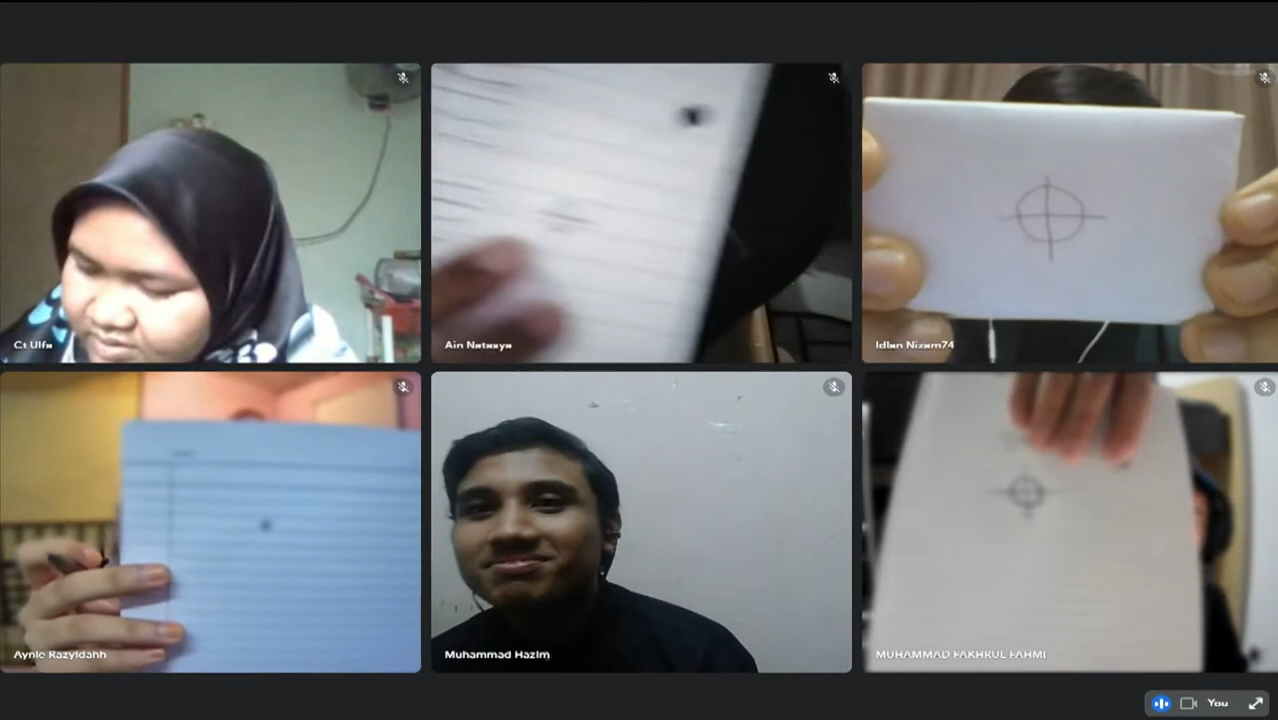 Ct Ulfa
Ain Natasya
Idlan Nizam74
Aynie Razyidahh
Muhammad Hazim
MUHAMMAD FAKHRUL FAHMI
You